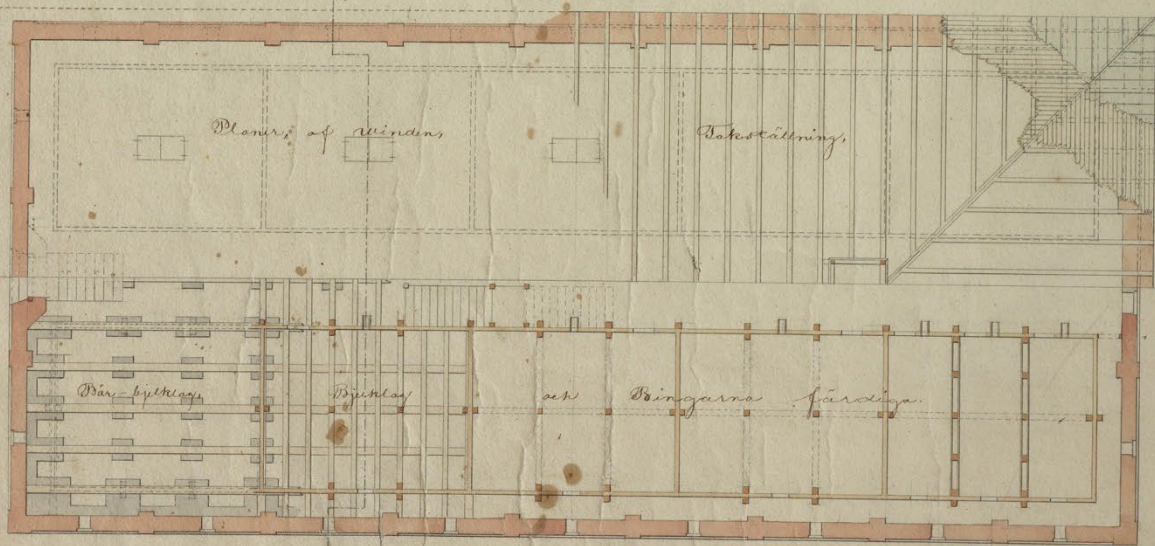 Planer, af winden,
Takställning,
Bär-bjelklag, Bjelklag och Bingarna färdiga.